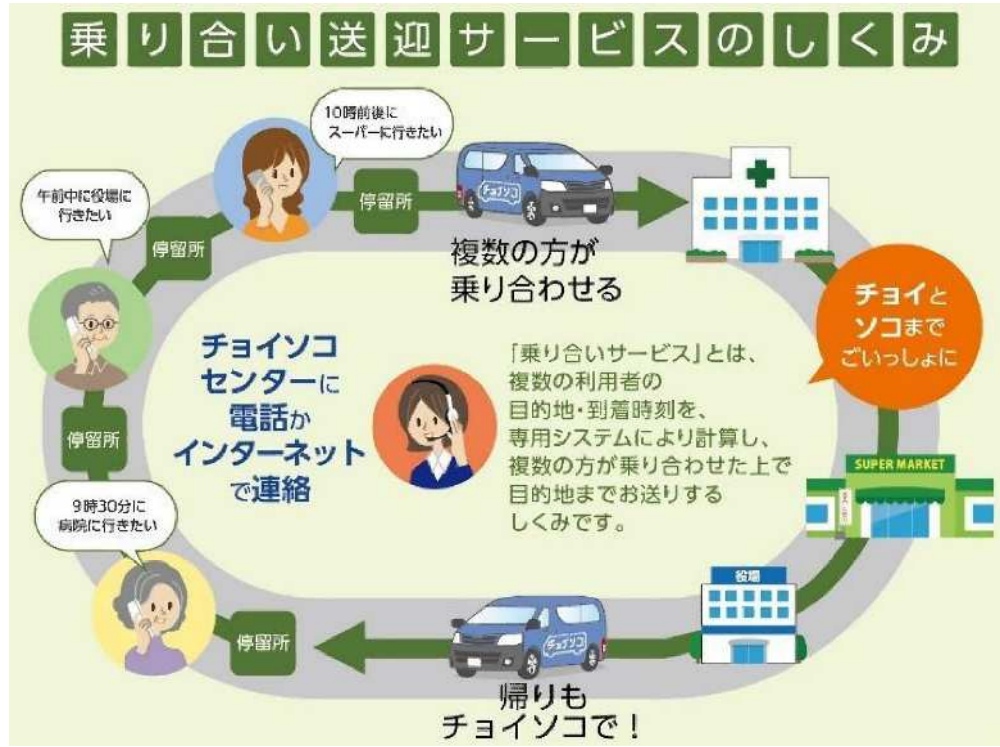 乗り合い送迎サービスのしくみ
10時前後に
スーパーに行きたい
午前中に役場に
行きたい
停留所
停留所
チョイソコ
複数の方が
乗り合わせる
チョイと
ソコまで
ごいっしょに
チョイソコ
センターに
電話か
インターネット
で連絡
「乗り合いサービス」とは、
複数の利用者の
目的地・到着時刻を、
専用システムにより計算し、
複数の方が乗り合わせた上で
目的地までお送りする
しくみです。
停留所
SUPER MARKET
9時30分に
病院に行きたい
役場
停留所
チョイソコ
帰りも
チョイソコで！